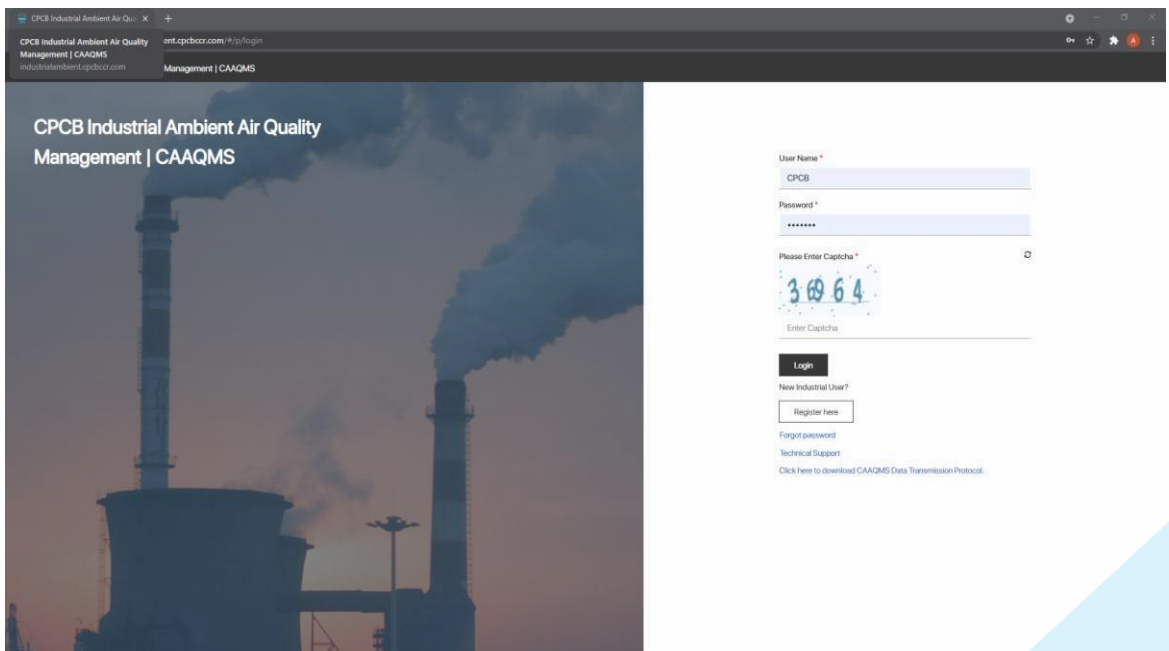 CPCB Industrial Ambient Air Qu
CPCB Industrial Ambient Air Quality
Management | CAAQMS
industrialambient.cpcbccr.com
ent.cpcbccr.com/#/p/login
A
Management | CAAQMS
CPCB Industrial Ambient Air Quality
Management | CAAQMS
User Name *
CPCB
Password *
•••••••
Please Enter Captcha *
36964
Enter Captcha
Login
New Industrial User?
Register here
Forgot password
Technical Support
Click here to download CAAQMS Data Transmission Protocol.